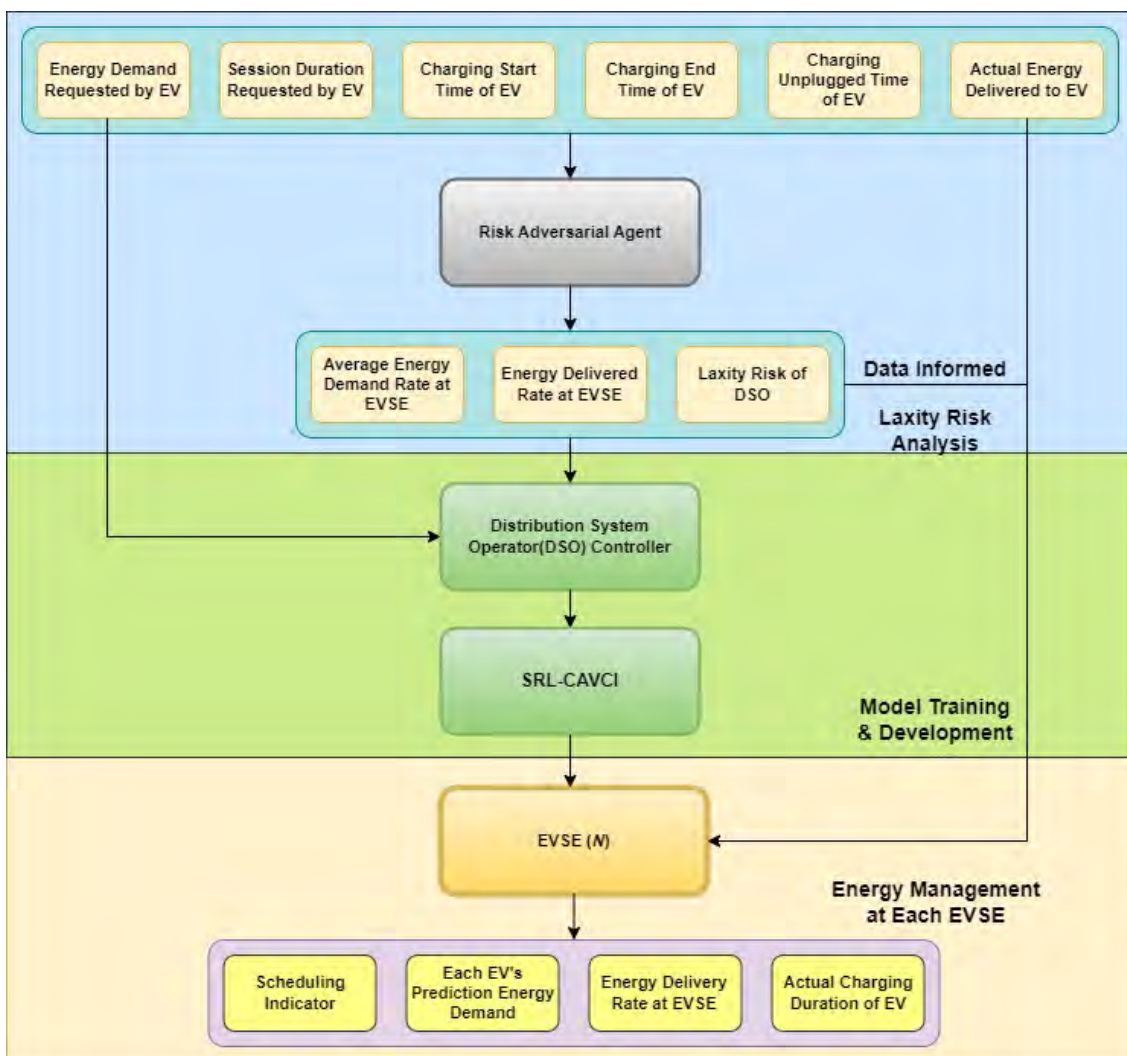 Energy Demand
Requested by EV
Session Duration
Requested by EV
Charging Start
Time of EV
Charging End
Time of EV
Charging
Unplugged Time
of EV
Actual Energy
Delivered to EV
Risk Adversarial Agent
Average Energy
Demand Rate at
EVSE
Energy Delivered
Rate at EVSE
Laxity Risk of
DSO
Data Informed
Laxity Risk
Analysis
Distribution System
Operator(DSO) Controller
SRL-CAVCI
Model Training
& Development
EVSE (N)
Energy Management
at Each EVSE
Scheduling
Indicator
Each EV's
Prediction Energy
Demand
Energy Delivery
Rate at EVSE
Actual Charging
Duration of EV